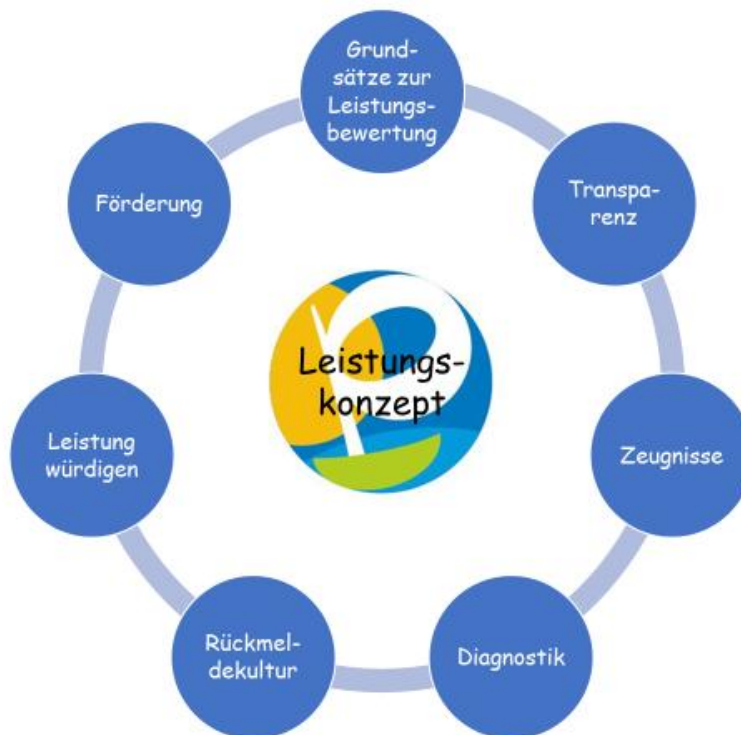 Grund-
sätze zur
Leistungs-
bewertung
Transpa-
renz
Zeugnisse
Diagnostik
Rückmel-
dekultur
Leistung
würdigen
Förderung
Leistungs-
konzept